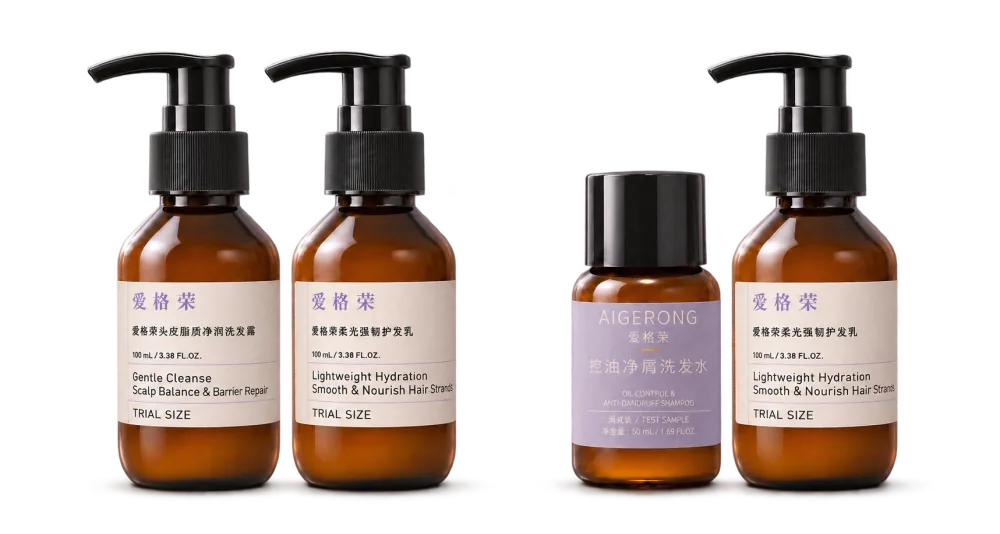 爱格荣
爱格荣头皮脂质净润洗发露
100 mL / 3.38 FL.OZ.
Gentle Cleanse
Scalp Balance & Barrier Repair
TRIAL SIZE
爱格荣
爱格荣柔光强韧护发乳
100 mL / 3.38 FL.OZ.
Lightweight Hydration
Smooth & Nourish Hair Strands
TRIAL SIZE
AIGERONG
爱格荣
控油净屑洗发水
OIL CONTROL &
ANTI-DANDRUFF SHAMPOO
/ TEST SAMPLE
净含量：50 mL / 1.69 FL.OZ.
爱格荣
爱格荣柔光强韧护发乳
100 mL / 3.38 FL.OZ.
Lightweight Hydration
Smooth & Nourish Hair Strands
TRIAL SIZE